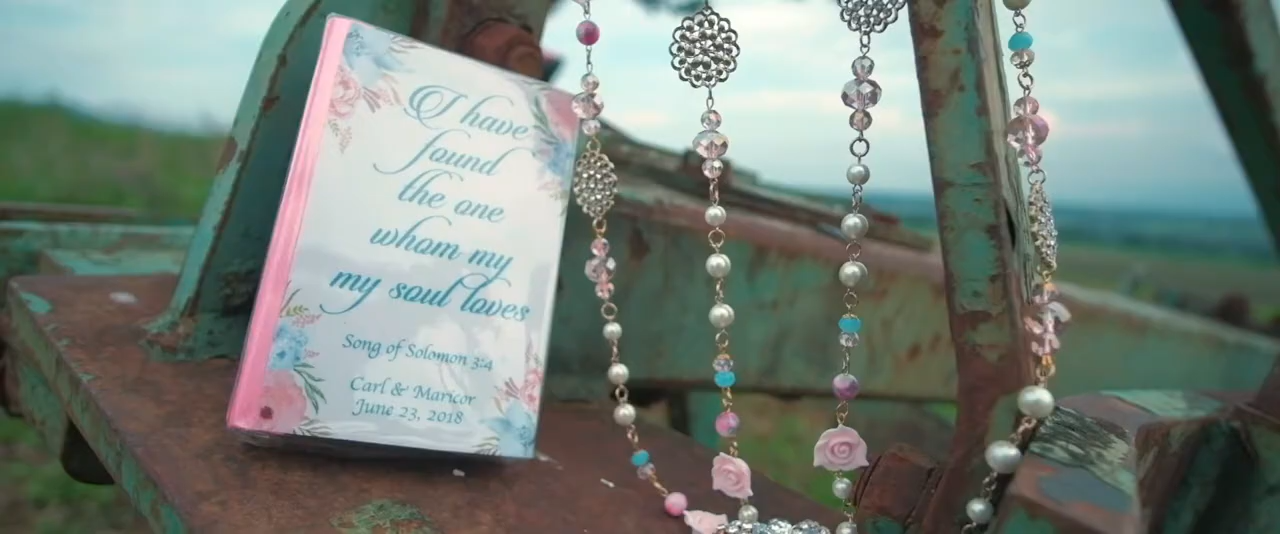 I have
found
the one
whom my
my soul loves
Song of Solomon 3:4
Carl & Maricor
June 23, 2018